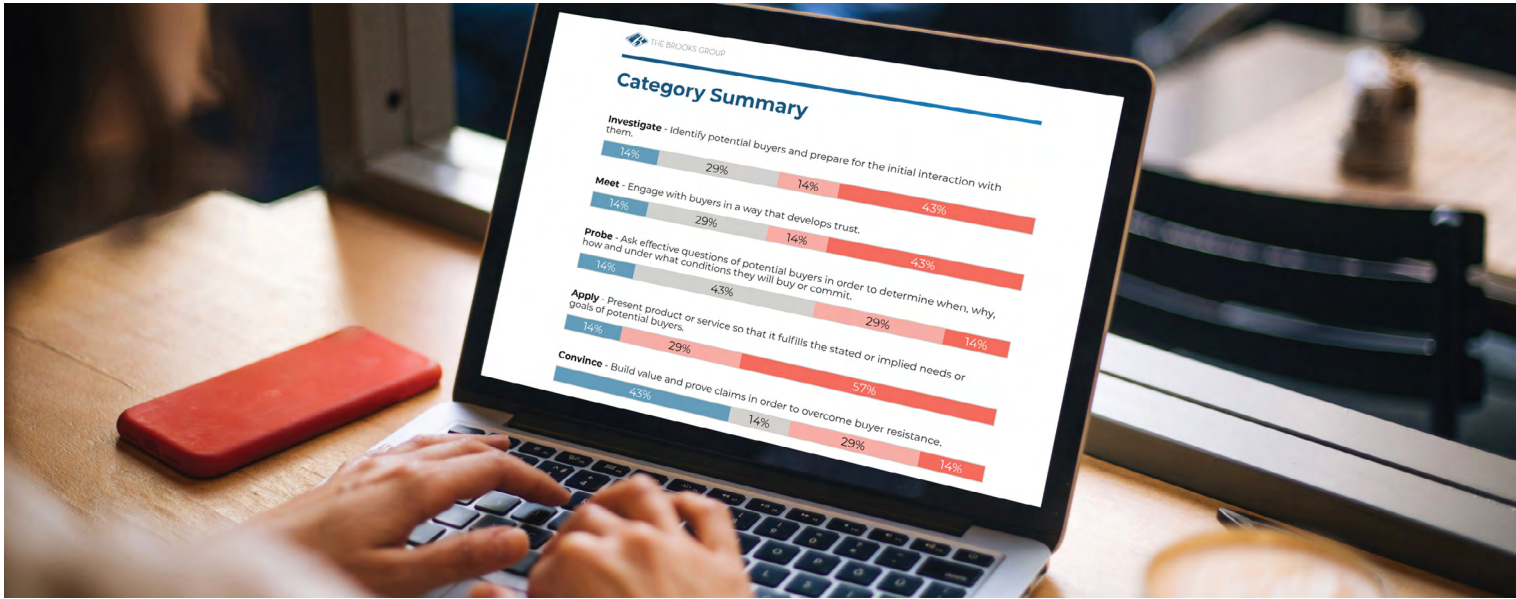 THE BROOKS GROUP
Category Summary
Investigate - Identify potential buyers and prepare for the initial interaction with
them.
14% 29% 14% 43%
Meet - Engage with buyers in a way that develops trust.
14% 29% 14% 43%
Probe - Ask effective questions of potential buyers in order to determine when, why,
how and under what conditions they will buy or commit.
14% 43% 29% 14%
Apply - Present product or service so that it fulfills the stated or implied needs or
goals of potential buyers.
14% 29% 57%
Convince - Build value and prove claims in order to overcome buyer resistance.
43% 14% 29% 14%